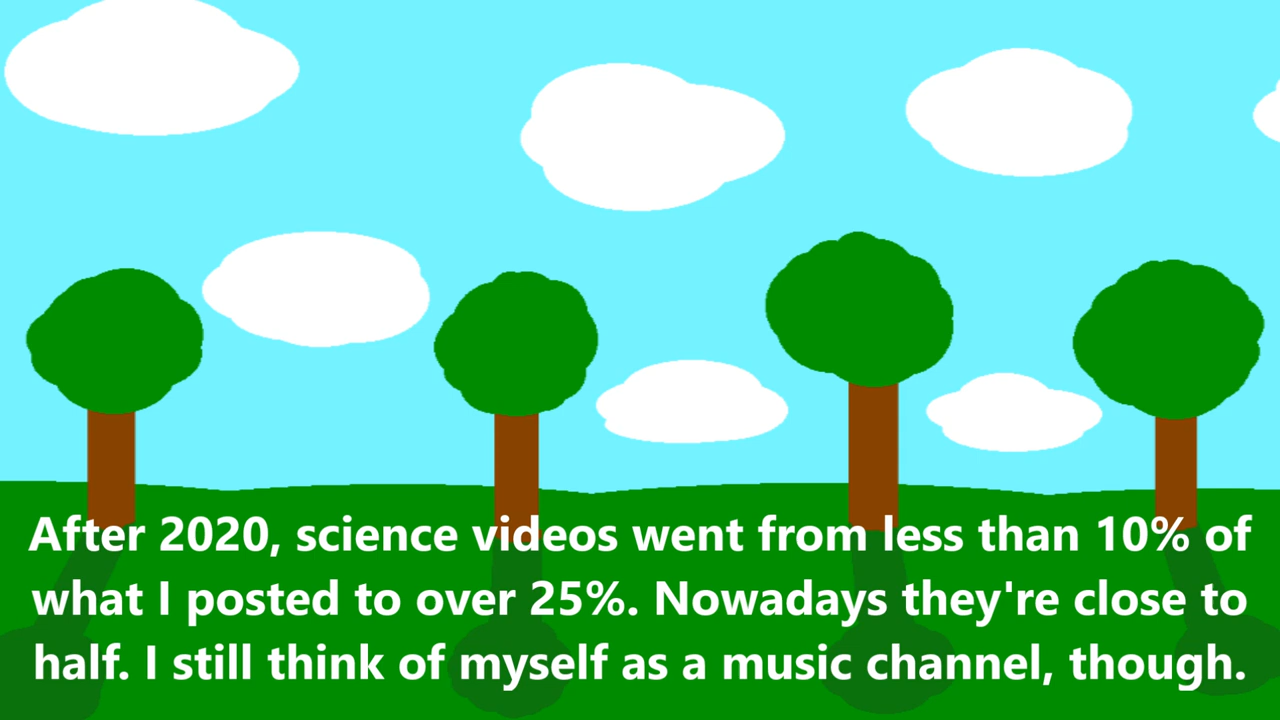 After 2020, science videos went from less than 10% of
what I posted to over 25%. Nowadays they're close to
half. I still think of myself as a music channel, though.